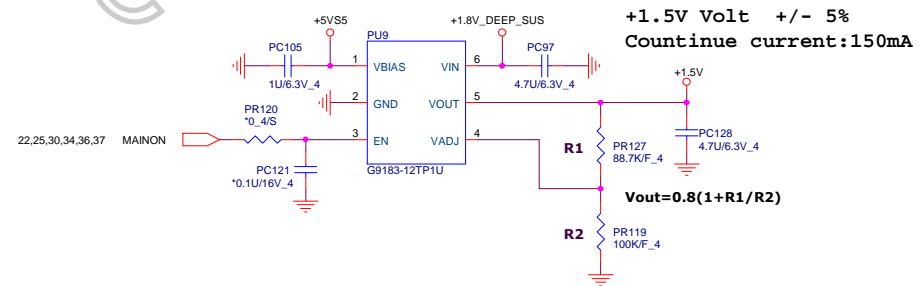 +1.5V Volt +/- 5%
Countinue current:150mA
+5VS5
+1.8V_DEEP_SUS
PU9
PC105
1U/6.3V_4
1
VBIAS
VIN
6
PC97
4.7U/6.3V_4
+1.5V
2
GND
VOUT
5
PR120
*0_4/S
22,25,30,34,36,37 MAINON
3
EN
VADJ
4
G9183-12TP1U
PC121
*0.1U/16V_4
R1
PR127
88.7K/F_4
PC128
4.7U/6.3V_4
Vout=0.8(1+R1/R2)
R2
PR119
100K/F_4